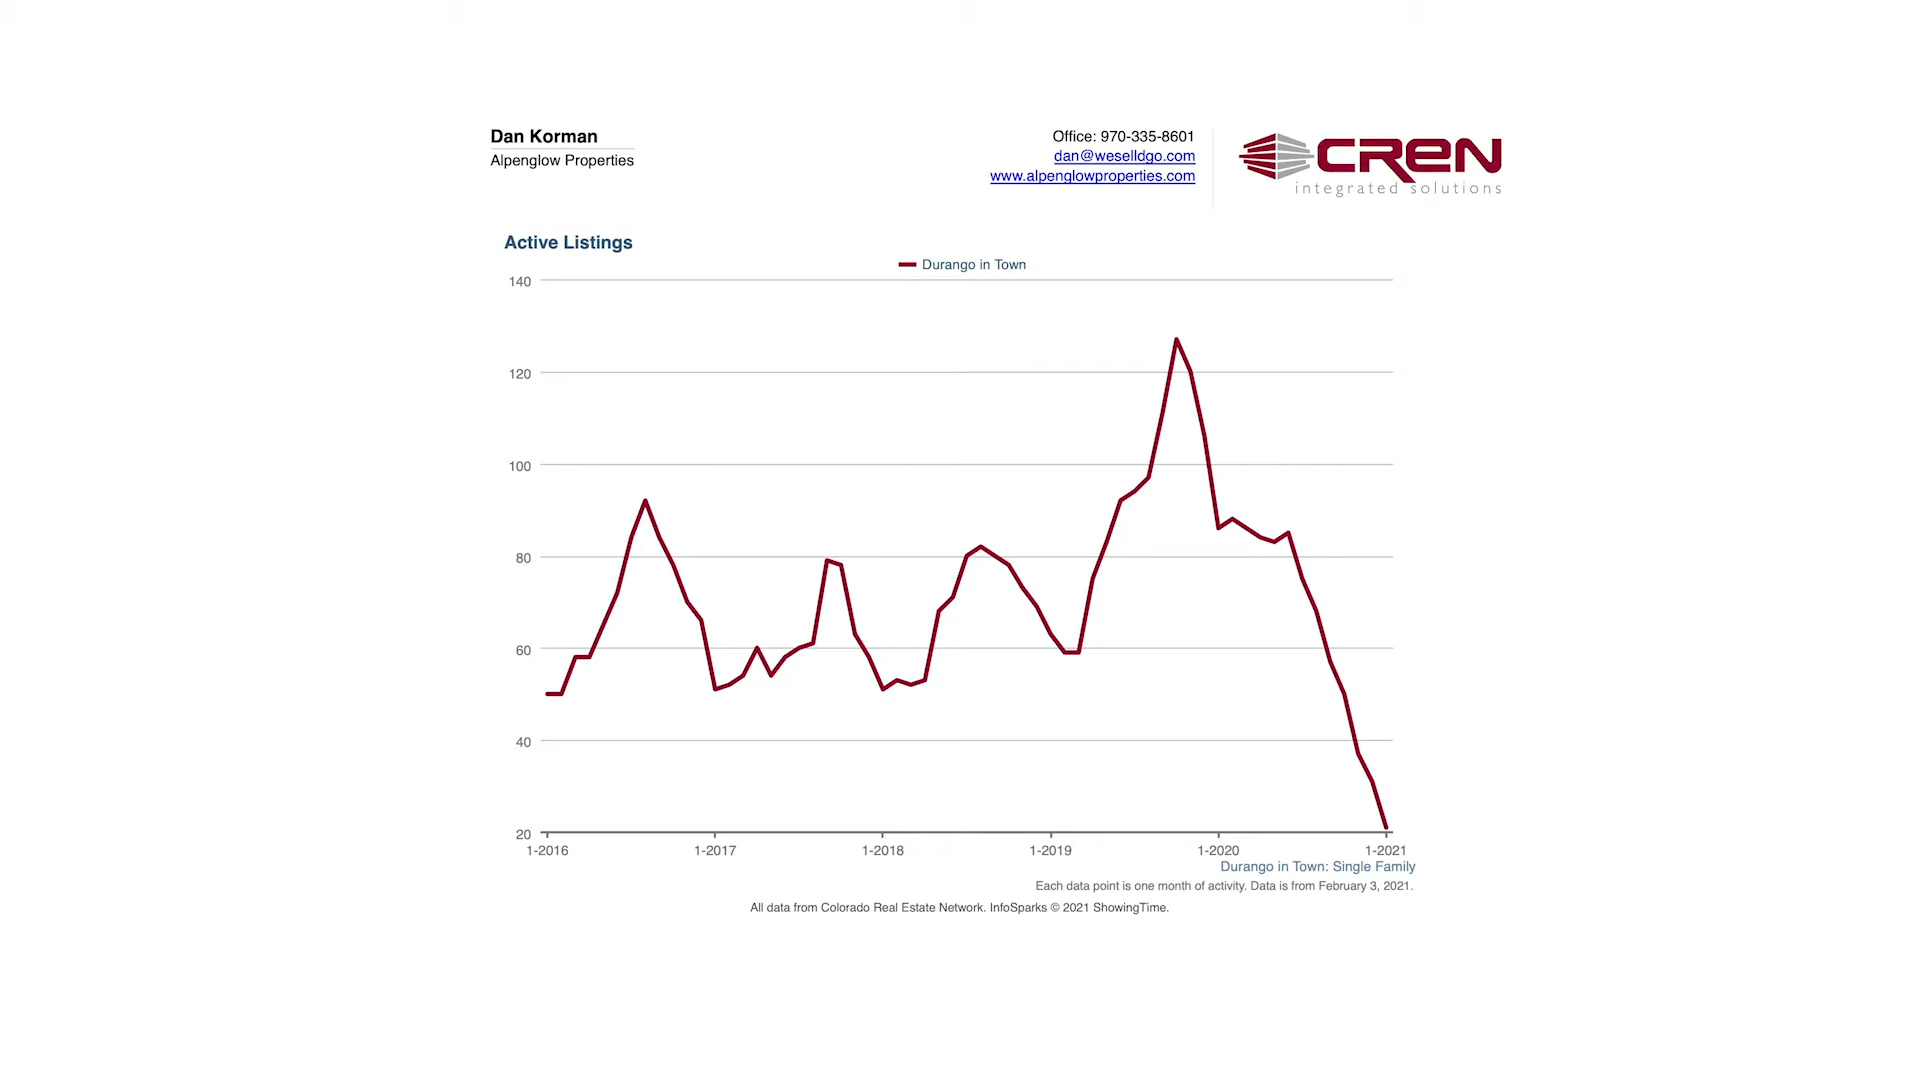 Dan Korman
Alpenglow Properties
Office: 970-335-8601
dan@weselldgo.com
www.alpenglowproperties.com
CREN
integrated solutions
Active Listings
Durango in Town
140
120
100
80
60
40
20
1-2016 1-2017 1-2018 1-2019 1-2020 1-2021
Durango in Town: Single Family
Each data point is one month of activity. Data is from February 3, 2021.
All data from Colorado Real Estate Network. InfoSparks © 2021 ShowingTime.